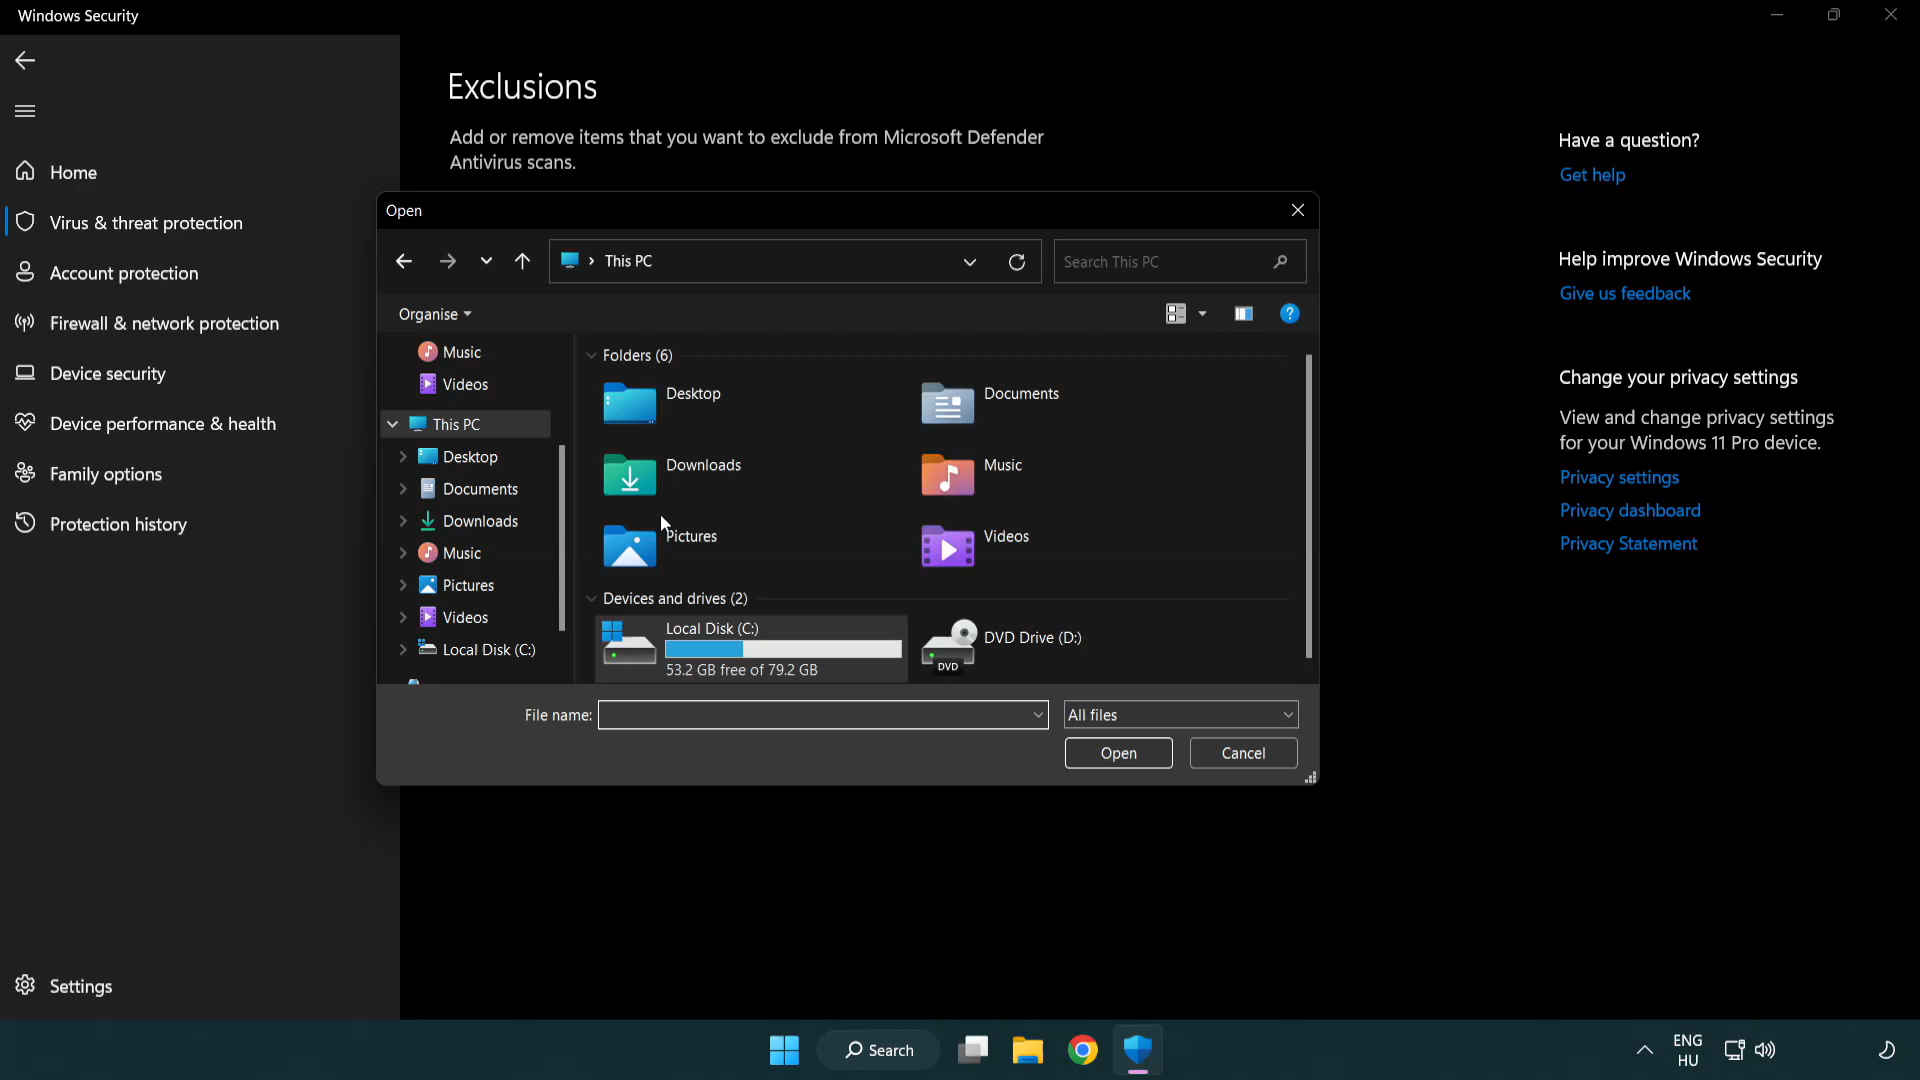 Windows Security
Home
Virus & threat protection
Account protection
Firewall & network protection
Device security
Device performance & health
Family options
Protection history
Settings
Exclusions
Add or remove items that you want to exclude from Microsoft Defender
Antivirus scans.
Open
This PC
Search This PC
Organise
Music
Videos
This PC
Desktop
Documents
Downloads
Music
Pictures
Videos
Local Disk (C:)
Folders (6)
Desktop
Documents
Downloads
Music
Pictures
Videos
Devices and drives (2)
Local Disk (C:)
53.2 GB free of 79.2 GB
DVD Drive (D:)
DVD
File name:
All files
Open
Cancel
Have a question?
Get help
Help improve Windows Security
Give us feedback
Change your privacy settings
View and change privacy settings
for your Windows 11 Pro device.
Privacy settings
Privacy dashboard
Privacy Statement
Search
ENG
HU